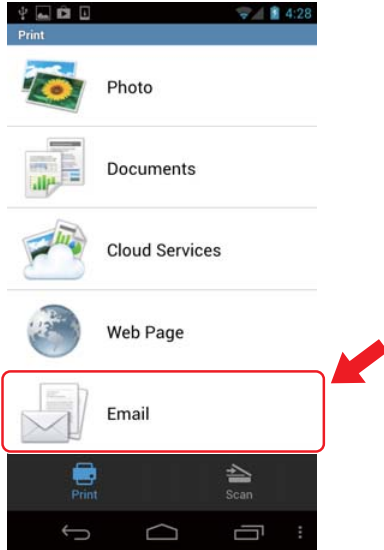 4:28
Print
Photo
Documents
Cloud Services
Web Page
Email
Print
Scan